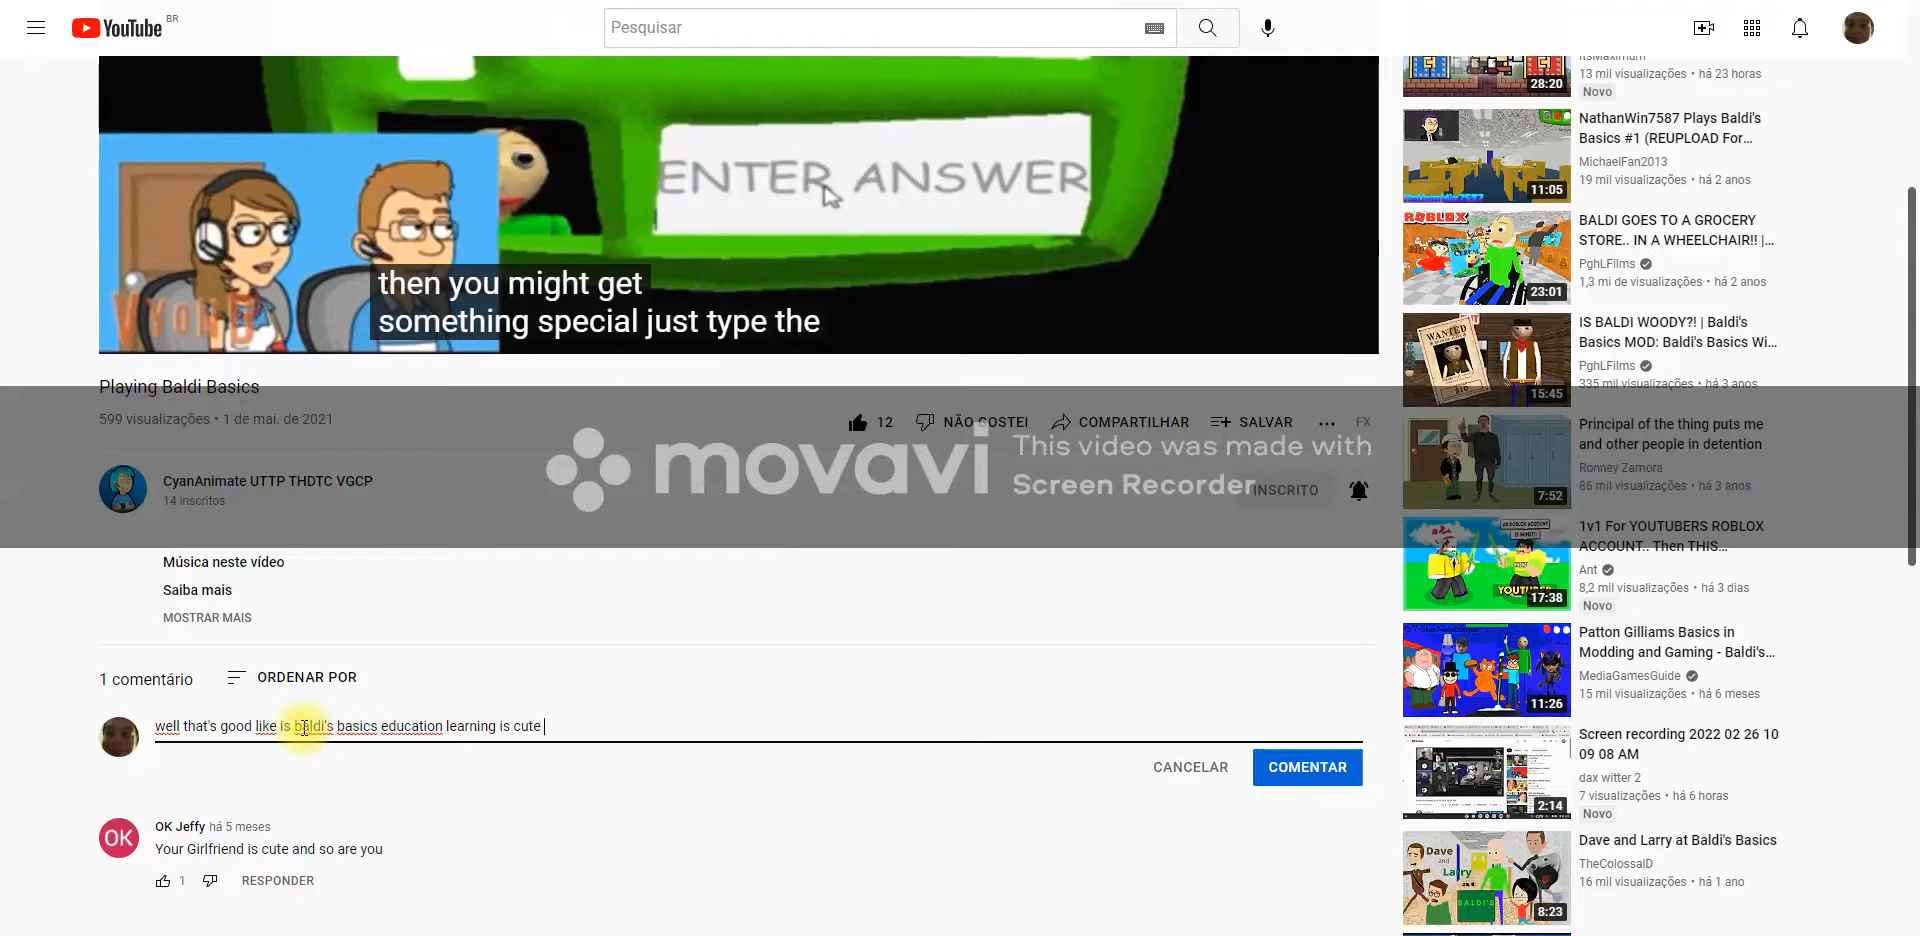 YouTube BR
Pesquisar
ENTER ANSWER
VYOND
then you might get
something special just type the
Playing Baldi Basics
599 visualizações • 1 de mai. de 2021
12 NÃO GOSTEI COMPARTILHAR SALVAR ... FX
movavi
This video was made with
Screen Recorder
CyanAnimate UTTP THDTC VGCP
14 inscritos
INSCRITO
Música neste vídeo
Saiba mais
MOSTRAR MAIS
1 comentário
ORDENAR POR
well that's good like is baldi's basics education learning is cute
CANCELAR
COMENTAR
OK
OK Jeffy há 5 meses
Your Girlfriend is cute and so are you
1 RESPONDER
28:20
ItsMaximum
13 mil visualizações • há 23 horas
Novo
11:05
NathanWin7587 Plays Baldi's
Basics #1 (REUPLOAD For...
MichaelFan2013
19 mil visualizações • há 2 anos
ROBLOX
23:01
BALDI GOES TO A GROCERY
STORE.. IN A WHEELCHAIR!! |...
PghLFilms
1,3 mi de visualizações • há 2 anos
WANTED
15:45
IS BALDI WOODY?! | Baldi's
Basics MOD: Baldi's Basics Wi...
PghLFilms
335 mil visualizações • há 3 anos
7:52
Principal of the thing puts me
and other people in detention
Ronney Zamora
86 mil visualizações • há 3 anos
17:38
1v1 For YOUTUBERS ROBLOX
ACCOUNT.. Then THIS...
Ant
8,2 mil visualizações • há 3 dias
Novo
11:26
Patton Gilliams Basics in
Modding and Gaming - Baldi's...
MediaGamesGuide
15 mil visualizações • há 6 meses
2:14
Screen recording 2022 02 26 10
09 08 AM
dax witter 2
7 visualizações • há 6 horas
Novo
Dave
and
Larry
BALDI'S
8:23
Dave and Larry at Baldi's Basics
TheColossalD
16 mil visualizações • há 1 ano